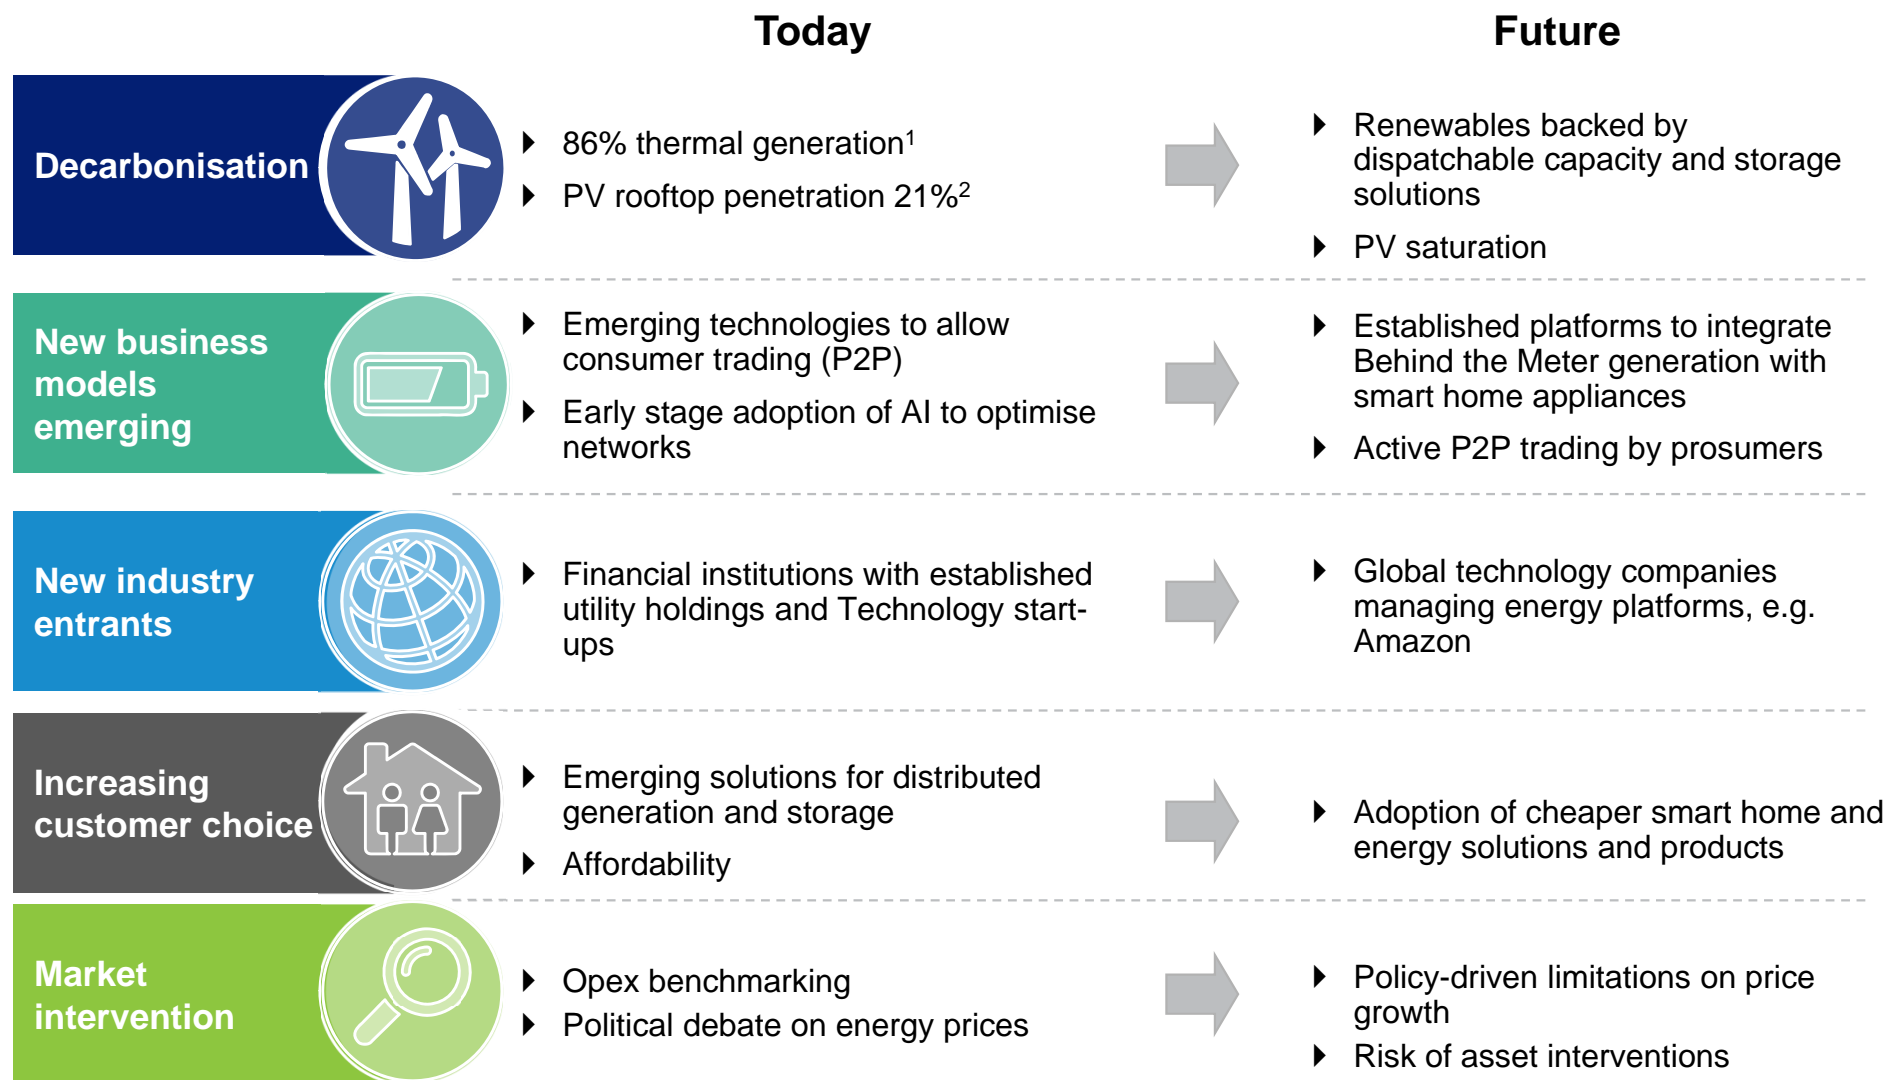 Today
Future
Decarbonisation
86% thermal generation1
PV rooftop penetration 21%2
Renewables backed by
dispatchable capacity and storage
solutions
PV saturation
New business
models
emerging
Emerging technologies to allow
consumer trading (P2P)
Early stage adoption of AI to optimise
networks
Established platforms to integrate
Behind the Meter generation with
smart home appliances
Active P2P trading by prosumers
New industry
entrants
Financial institutions with established
utility holdings and Technology start-
ups
Global technology companies
managing energy platforms, e.g.
Amazon
Increasing
customer choice
Emerging solutions for distributed
generation and storage
Affordability
Adoption of cheaper smart home and
energy solutions and products
Market
intervention
Opex benchmarking
Political debate on energy prices
Policy-driven limitations on price
growth
Risk of asset interventions